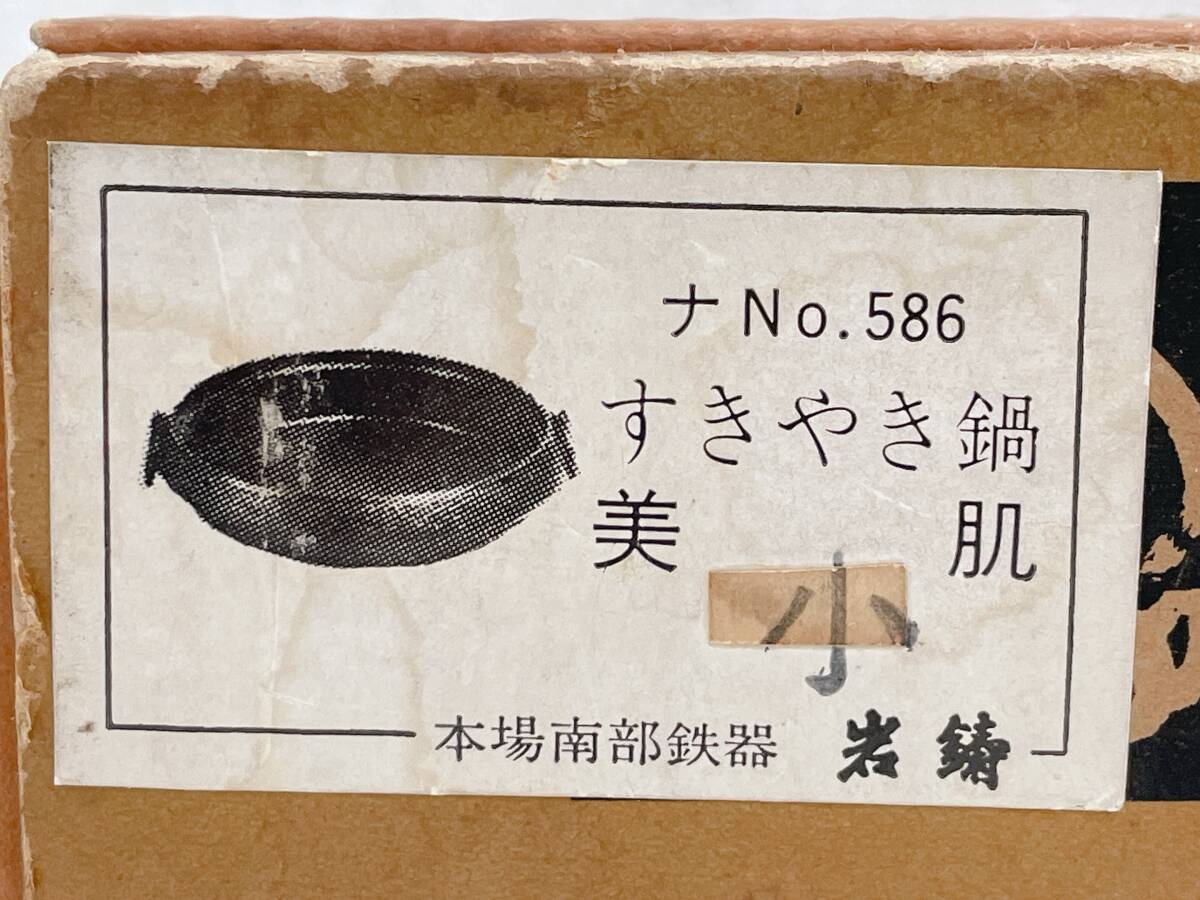 ナNo.586
すきやき鍋
美肌
小
本場南部鉄器 岩鋳